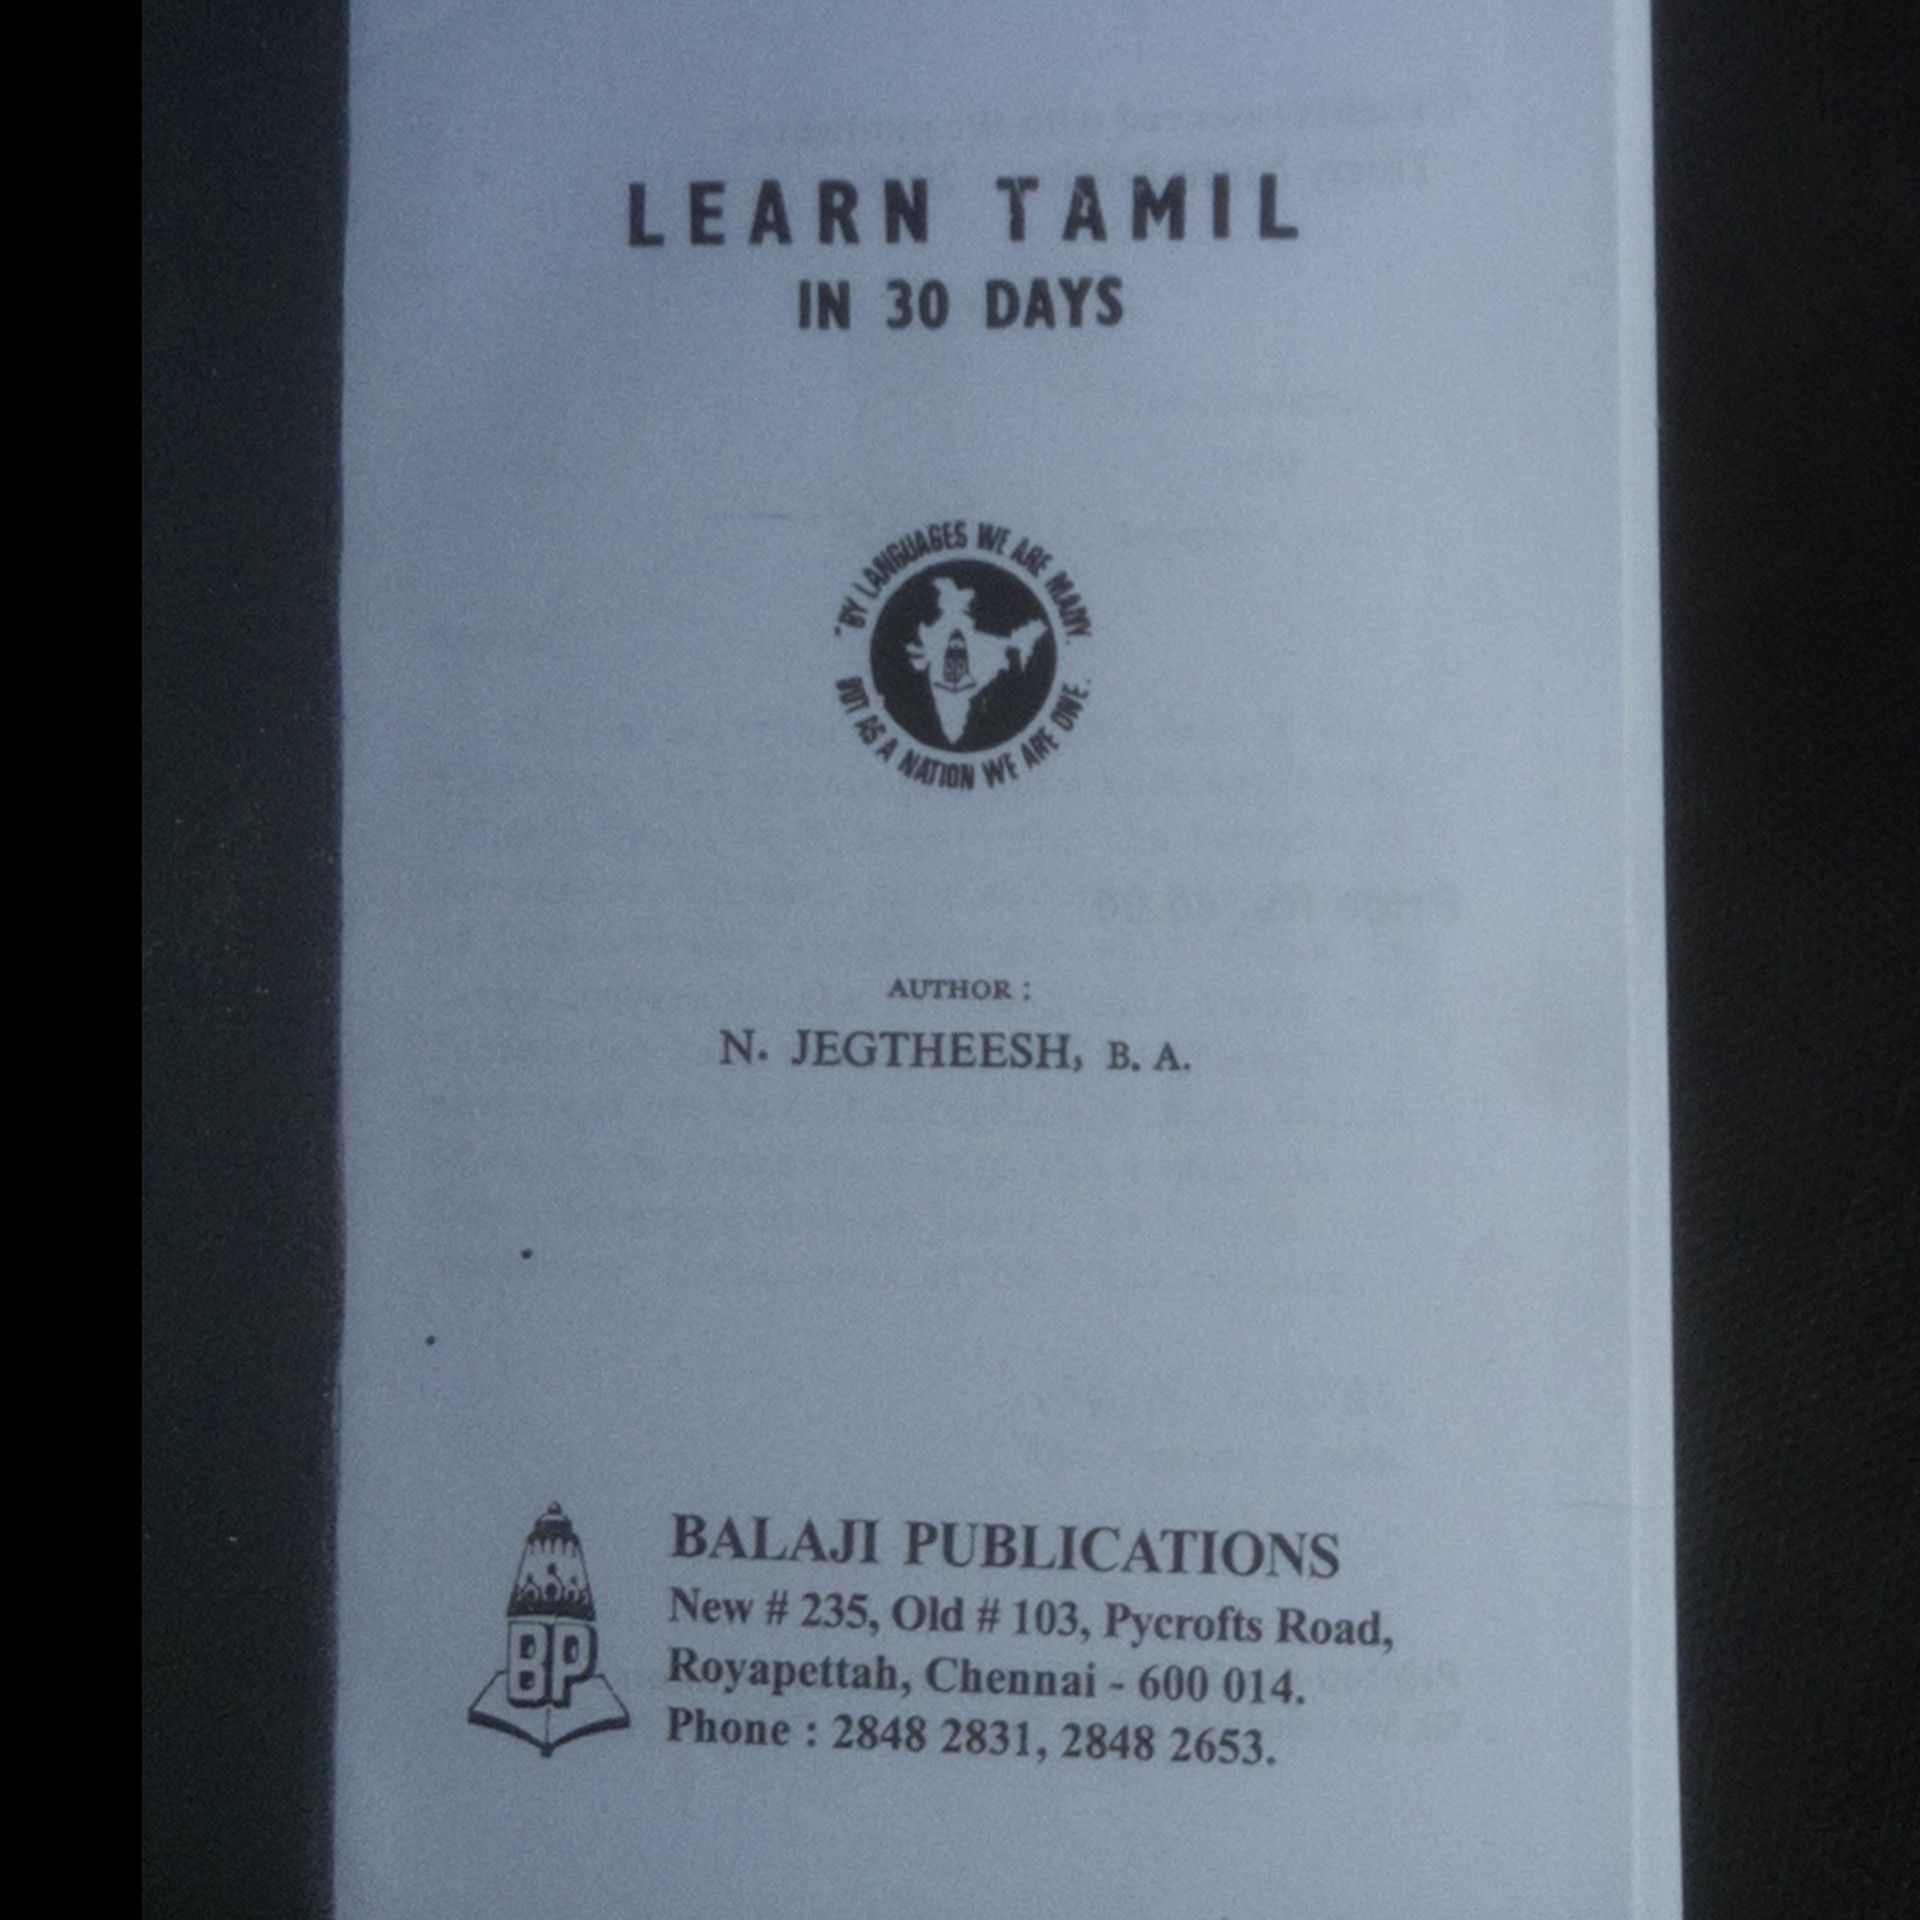 LEARN TAMIL
IN 30 DAYS
"BY LANGUAGES WE ARE MANY,
BUT AS A NATION WE ARE ONE.
BP
AUTHOR :
N. JEGTHEESH, B. A.
BP
BALAJI PUBLICATIONS
New # 235, Old # 103, Pycrofts Road,
Royapettah, Chennai - 600 014.
Phone : 2848 2831, 2848 2653.